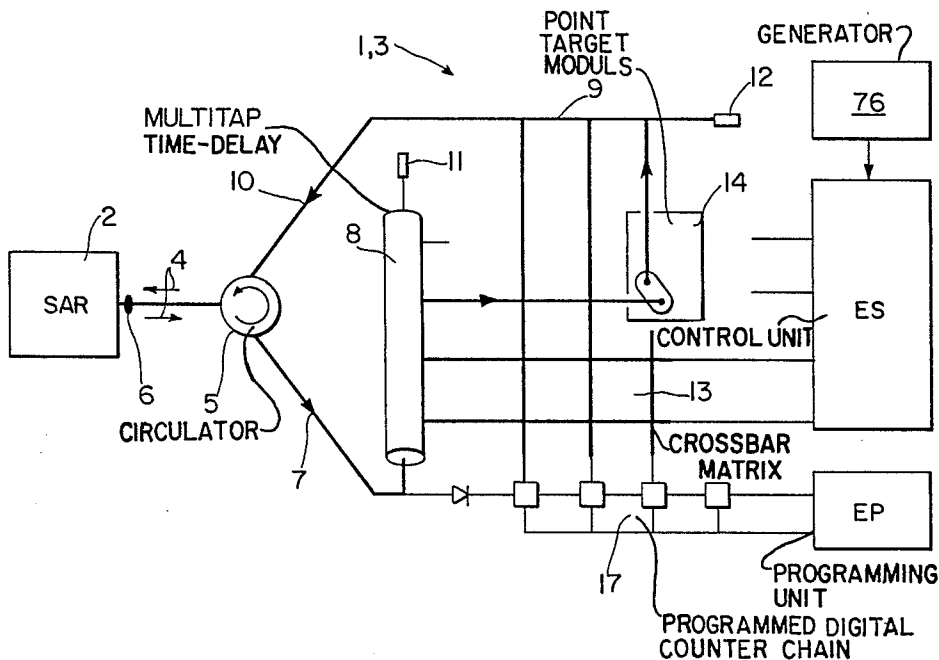 POINT
TARGET
MODULS
GENERATOR
1,3
9
12
76
MULTITAP
TIME-DELAY
11
10
14
2
4
8
SAR
ES
CONTROL UNIT
6
5
13
CIRCULATOR
7
CROSSBAR
MATRIX
EP
17
PROGRAMMING
UNIT
PROGRAMMED DIGITAL
COUNTER CHAIN